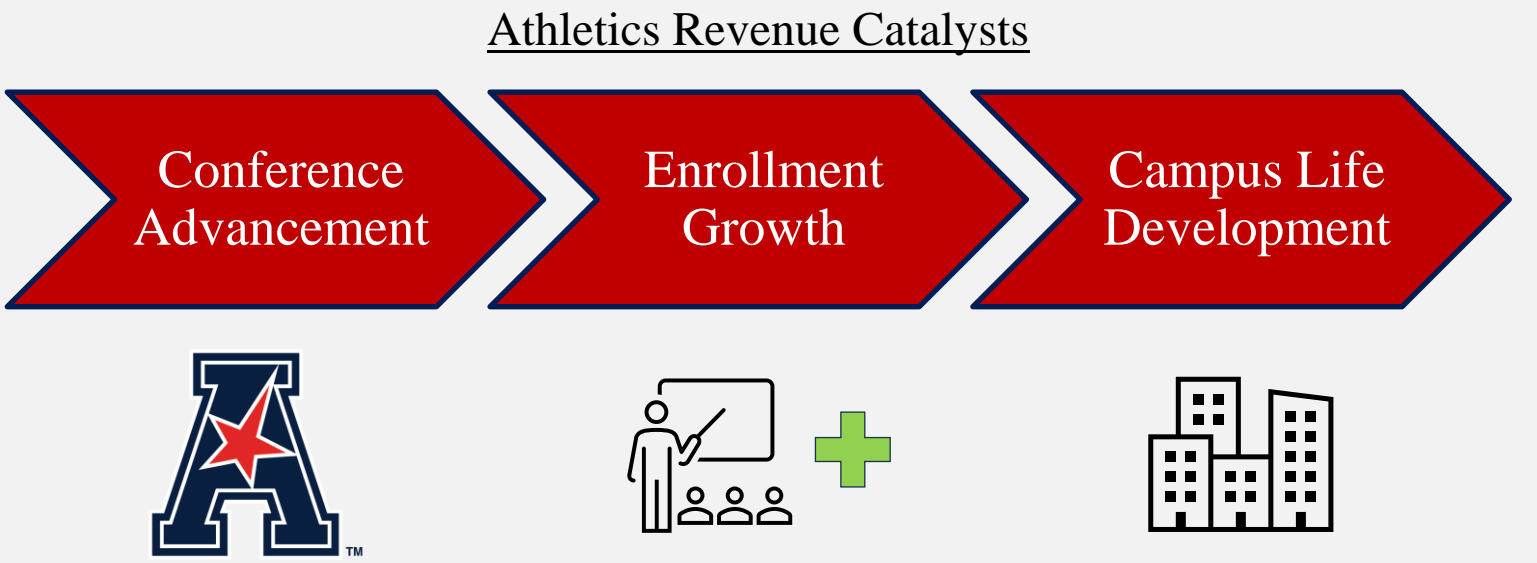 Athletics Revenue Catalysts
Conference
Advancement
Enrollment
Growth
Campus Life
Development
A
TM